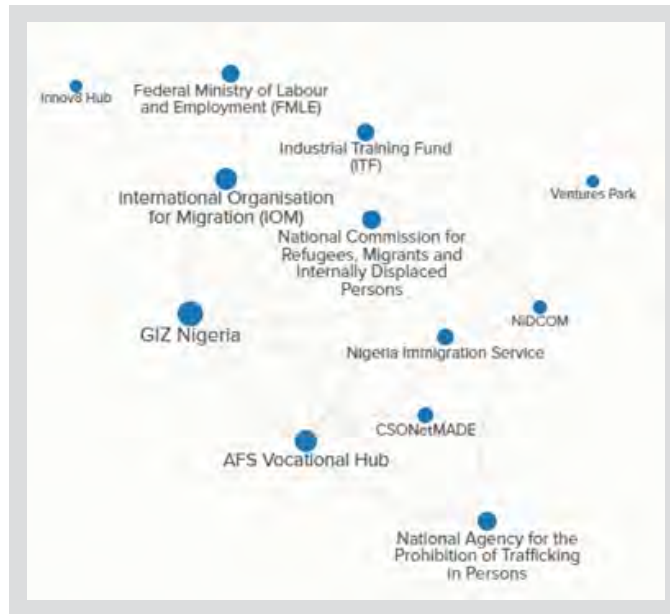 Innov8 Hub
Federal Ministry of Labour
and Employment (FMLE)
Industrial Training Fund
(ITF)
International Organisation
for Migration (IOM)
Ventures Park
National Commission for
Refugees, Migrants and
Internally Displaced
Persons
NiDCOM
GIZ Nigeria
Nigeria Immigration Service
CSONetMADE
AFS Vocational Hub
National Agency for the
Prohibition of Trafficking
in Persons